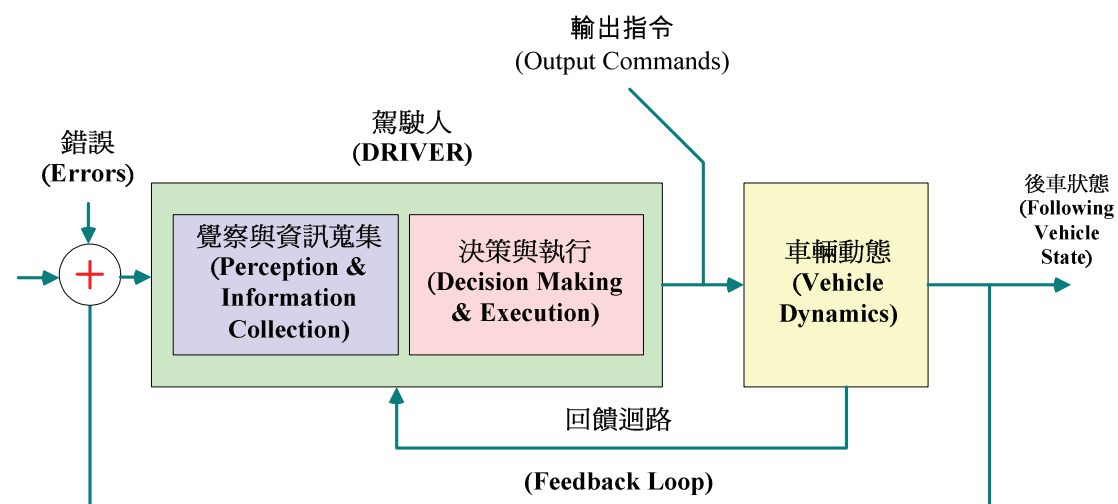 輸出指令
(Output Commands)
駕駛人
(DRIVER)
錯誤
(Errors)
+
覺察與資訊蒐集
(Perception &
Information
Collection)
決策與執行
(Decision Making
& Execution)
車輛動態
(Vehicle
Dynamics)
後車狀態
(Following
Vehicle
State)
回饋迴路
(Feedback Loop)